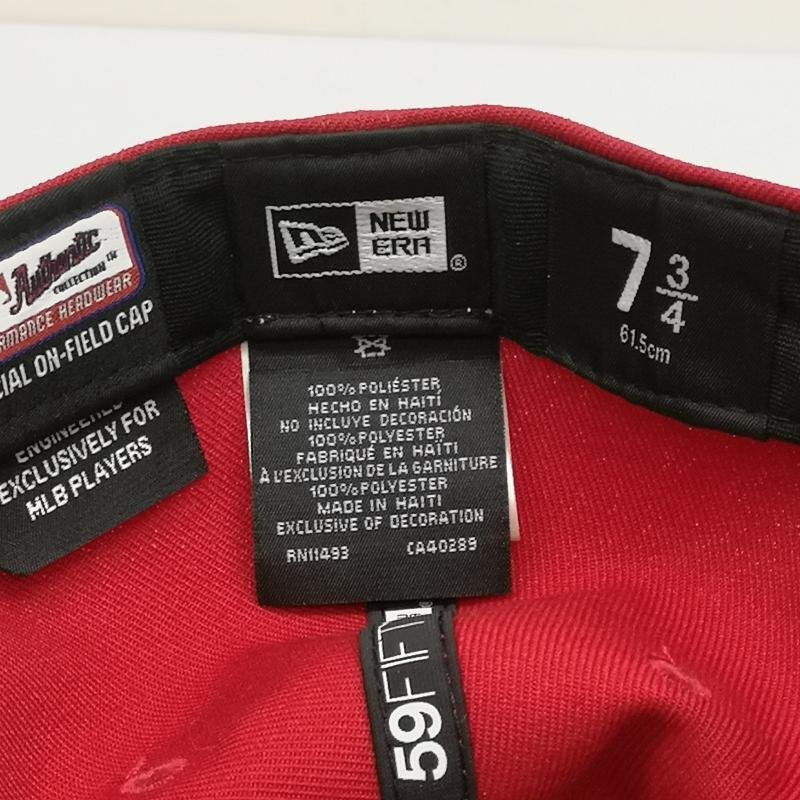 Authentic
COLLECTION TM
RMANCE HEADWEAR
CIAL ON-FIELD CAP
ENGINEERED
EXCLUSIVELY FOR
MLB PLAYERS
NEW
ERA
®
100% POLIÉSTER
HECHO EN HAITÍ
NO INCLUYE DECORACIÓN
100% POLYESTER
FABRIQUÉ EN HAÏTI
À L'EXCLUSION DE LA GARNITURE
100% POLYESTER
MADE IN HAITI
EXCLUSIVE OF DECORATION
RN11493 CA40289
7 3/4
61.5cm
59FIFT